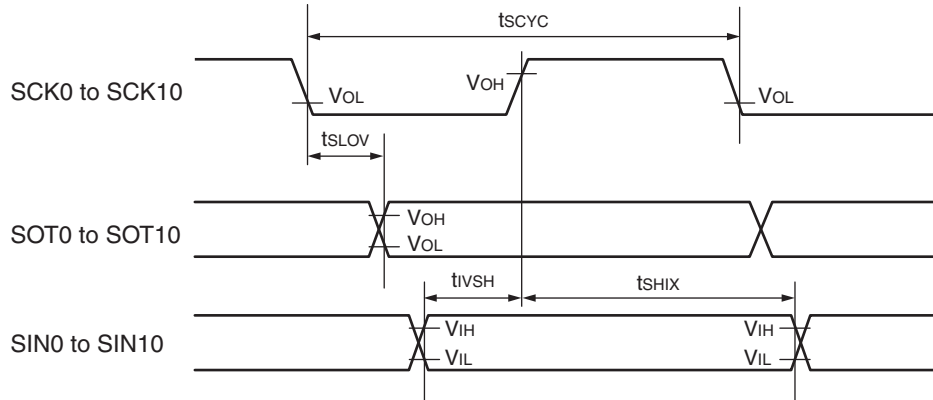 tSCYC
SCK0 to SCK10
VOL
VOH
VOL
tSLOV
SOT0 to SOT10
VOH
VOL
tIVSH
tSHIX
SIN0 to SIN10
VIH
VIH
VIL
VIL